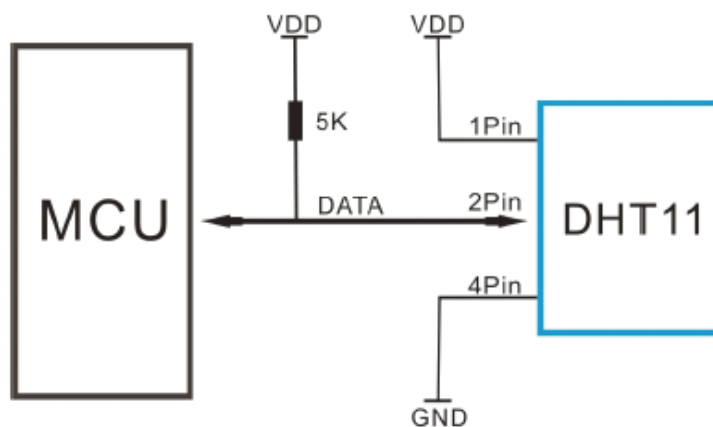 VDD
VDD
5K
1Pin
MCU
DATA
2Pin
DHT11
4Pin
GND